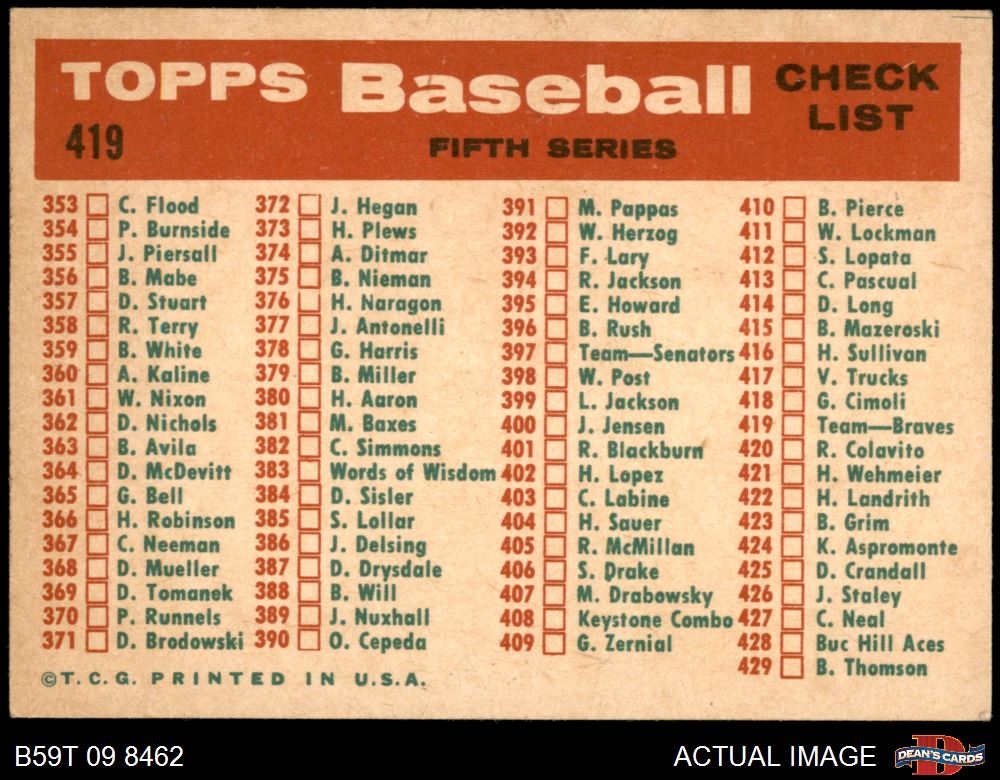 TOPPS Baseball CHECK LIST
419 FIFTH SERIES
353 C. Flood
354 P. Burnside
355 J. Piersall
356 B. Mabe
357 D. Stuart
358 R. Terry
359 B. White
360 A. Kaline
361 W. Nixon
362 D. Nichols
363 B. Avila
364 D. McDevitt
365 G. Bell
366 H. Robinson
367 C. Neeman
368 D. Mueller
369 D. Tomanek
370 P. Runnels
371 D. Brodowski
372 J. Hegan
373 H. Plews
374 A. Ditmar
375 B. Nieman
376 H. Naragon
377 J. Antonelli
378 G. Harris
379 B. Miller
380 H. Aaron
381 M. Baxes
382 C. Simmons
383 Words of Wisdom
384 D. Sisler
385 S. Lollar
386 J. Delsing
387 D. Drysdale
388 B. Will
389 J. Nuxhall
390 O. Cepeda
391 M. Pappas
392 W. Herzog
393 F. Lary
394 R. Jackson
395 E. Howard
396 B. Rush
397 Team—Senators
398 W. Post
399 L. Jackson
400 J. Jensen
401 R. Blackburn
402 H. Lopez
403 C. Labine
404 H. Sauer
405 R. McMillan
406 S. Drake
407 M. Drabowsky
408 Keystone Combo
409 G. Zernial
410 B. Pierce
411 W. Lockman
412 S. Lopata
413 C. Pascual
414 D. Long
415 B. Mazeroski
416 H. Sullivan
417 V. Trucks
418 G. Cimoli
419 Team—Braves
420 R. Colavito
421 H. Wehmeier
422 H. Landrith
423 B. Grim
424 K. Aspromonte
425 D. Crandall
426 J. Staley
427 C. Neal
428 Buc Hill Aces
429 B. Thomson
©T. C. G. PRINTED IN U.S.A.
B59T 09 8462
ACTUAL IMAGE
D
DEAN'S CARDS